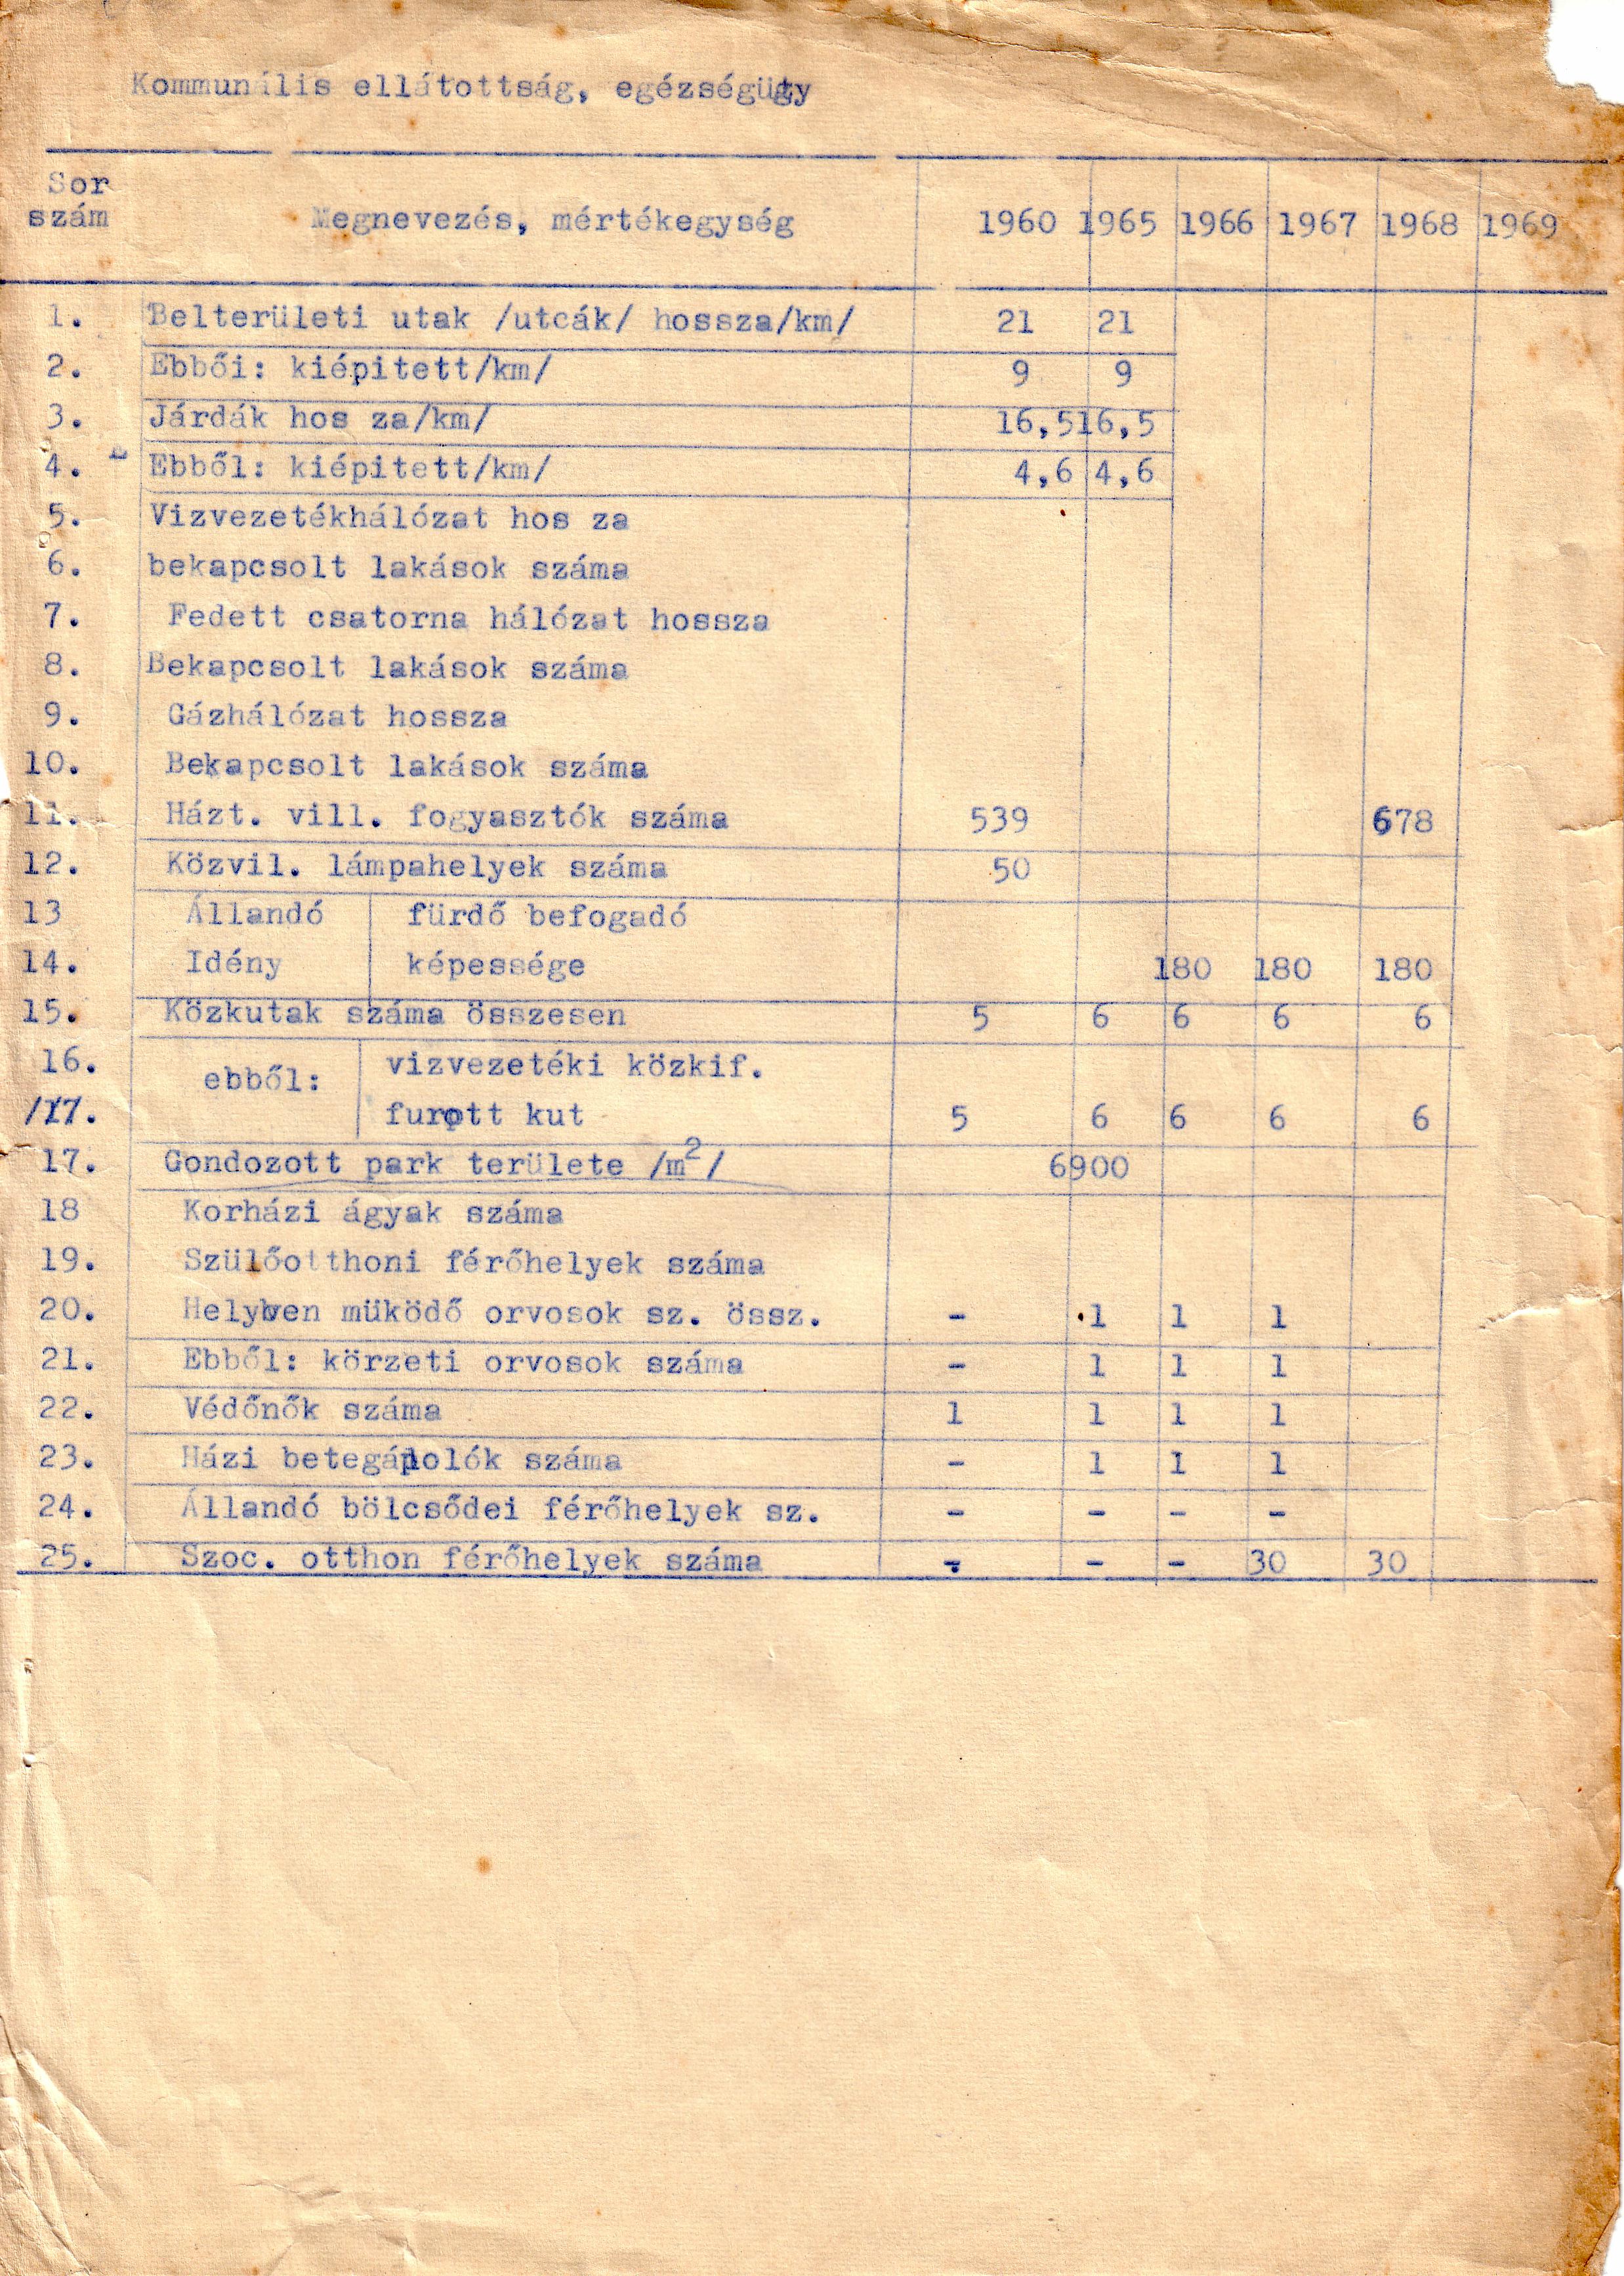 Kommunális ellátottság, egézségügy
Sor
szám Megnevezés, mértékegység 1960 1965 1966 1967 1968 1969
1. Belterületi utak /utcák/ hossza/km/ 21 21
2. Ebbői: kiépitett/km/ 9 9
3. Járdák hos za/km/ 16,5 16,5
4. Ebből: kiépitett/km/ 4,6 4,6
5. Vizvezetékhálózat hos za
6. bekapcsolt lakások száma
7. Fedett csatorna hálózat hossza
8. Bekapcsolt lakások száma
9. Gázhálózat hossza
10. Bekapcsolt lakások száma
11. Házt. vill. fogyasztók száma 539 678
12. Közvil. lámpahelyek száma 50
13 Állandó fürdő befogadó
14. Idény képessége 180 180 180
15. Közkutak száma összesen 5 6 6 6 6
16. vizvezetéki közkif.
ebből:
/17. furott kut 5 6 6 6 6
17. Gondozott park területe /m2/ 6900
18 Korházi ágyak száma
19. Szülőotthoni férőhelyek száma
20. Helyben müködő orvosok sz. össz. - 1 1 1
21. Ebből: körzeti orvosok száma - 1 1 1
22. Védőnők száma 1 1 1 1
23. Házi betegápolók száma - 1 1 1
24. Állandó bölcsődei férőhelyek sz. - - - -
25. Szoc. otthon férőhelyek száma - - - 30 30